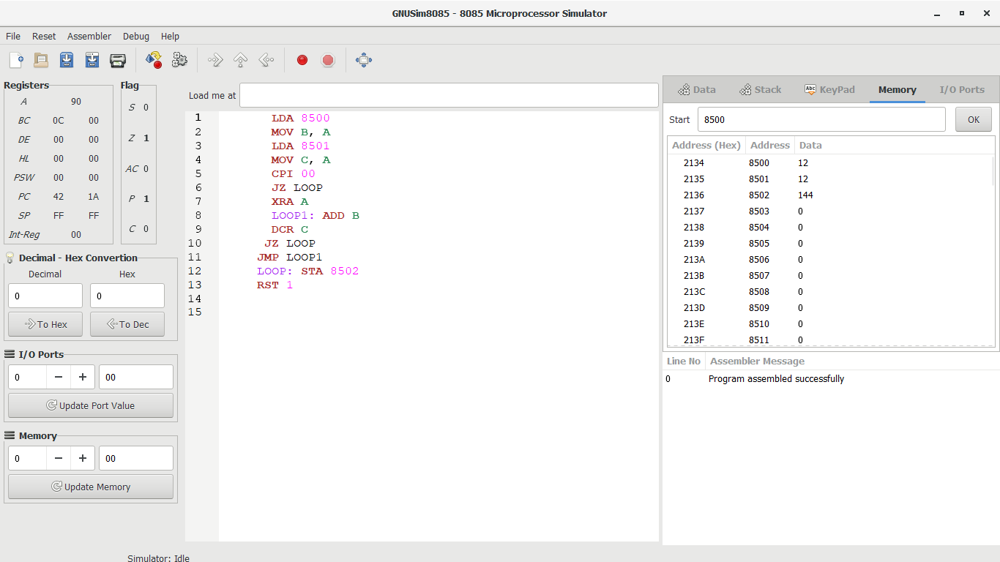 GNUSim8085 - 8085 Microprocessor Simulator
File Reset Assembler Debug Help
Registers
A 90
BC 0C 00
DE 00 00
HL 00 00
PSW 00 00
PC 42 1A
SP FF FF
Int-Reg 00
Flag
S 0
Z 1
AC 0
P 1
C 0
Decimal - Hex Convertion
Decimal Hex
0 0
To Hex To Dec
I/O Ports
0 − + 00
Update Port Value
Memory
0 − + 00
Update Memory
Load me at
1 LDA 8500
2 MOV B, A
3 LDA 8501
4 MOV C, A
5 CPI 00
6 JZ LOOP
7 XRA A
8 LOOP1: ADD B
9 DCR C
10 JZ LOOP
11 JMP LOOP1
12 LOOP: STA 8502
13 RST 1
14
15
Data Stack Abc KeyPad Memory I/O Ports
Start 8500 OK
Address (Hex) Address Data
2134 8500 12
2135 8501 12
2136 8502 144
2137 8503 0
2138 8504 0
2139 8505 0
213A 8506 0
213B 8507 0
213C 8508 0
213D 8509 0
213E 8510 0
213F 8511 0
Line No Assembler Message
0 Program assembled successfully
Simulator: Idle